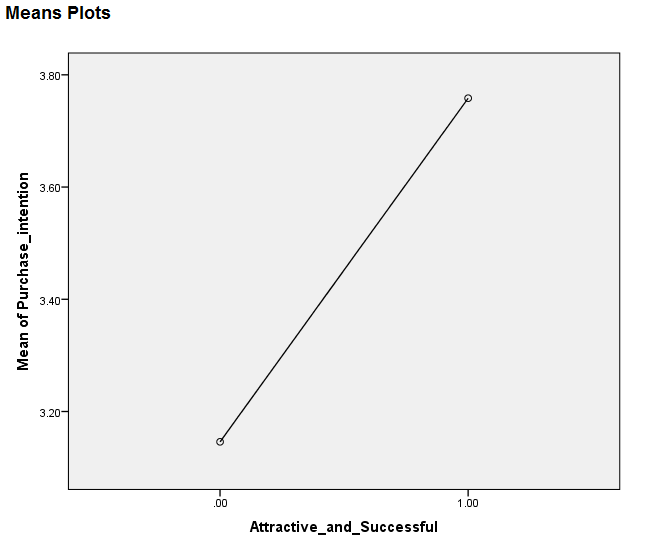 Means Plots
3.80
3.60
3.40
3.20
Mean of Purchase_intention
.00
1.00
Attractive_and_Successful